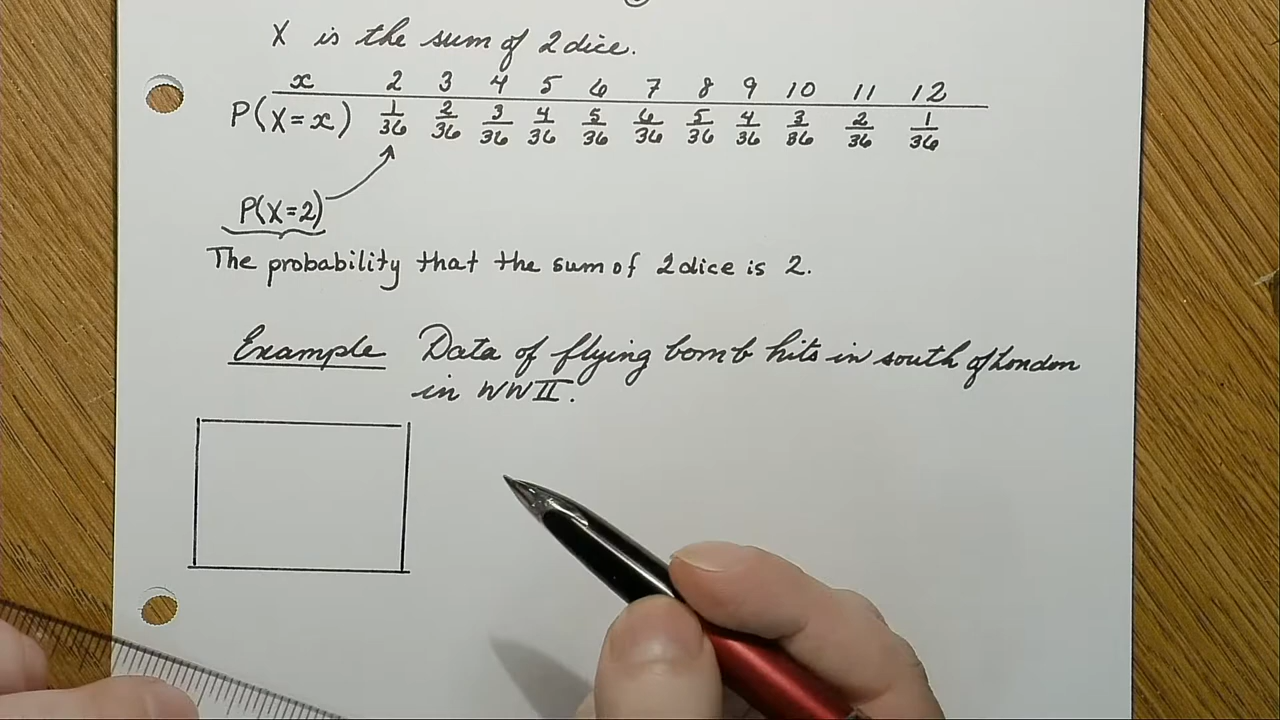 X is the sum of 2 dice.
x 2 3 4 5 6 7 8 9 10 11 12
P(X=x) 1/36 2/36 3/36 4/36 5/36 6/36 5/36 4/36 3/36 2/36 1/36
P(X=2)
The probability that the sum of 2 dice is 2.
Example Data of flying bomb hits in south of London
in WWII.